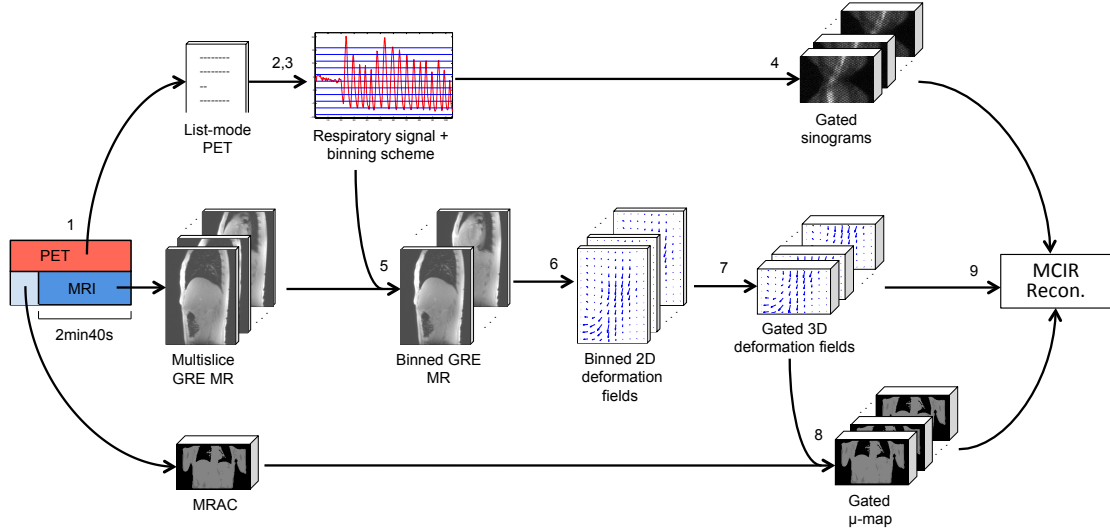 2,3
4
List-mode
PET
Respiratory signal +
binning scheme
Gated
sinograms
1
PET
MRI
2min40s
5
6
7
9
MCIR
Recon.
Multislice
GRE MR
Binned GRE
MR
Binned 2D
deformation
fields
Gated 3D
deformation fields
8
MRAC
Gated
μ-map